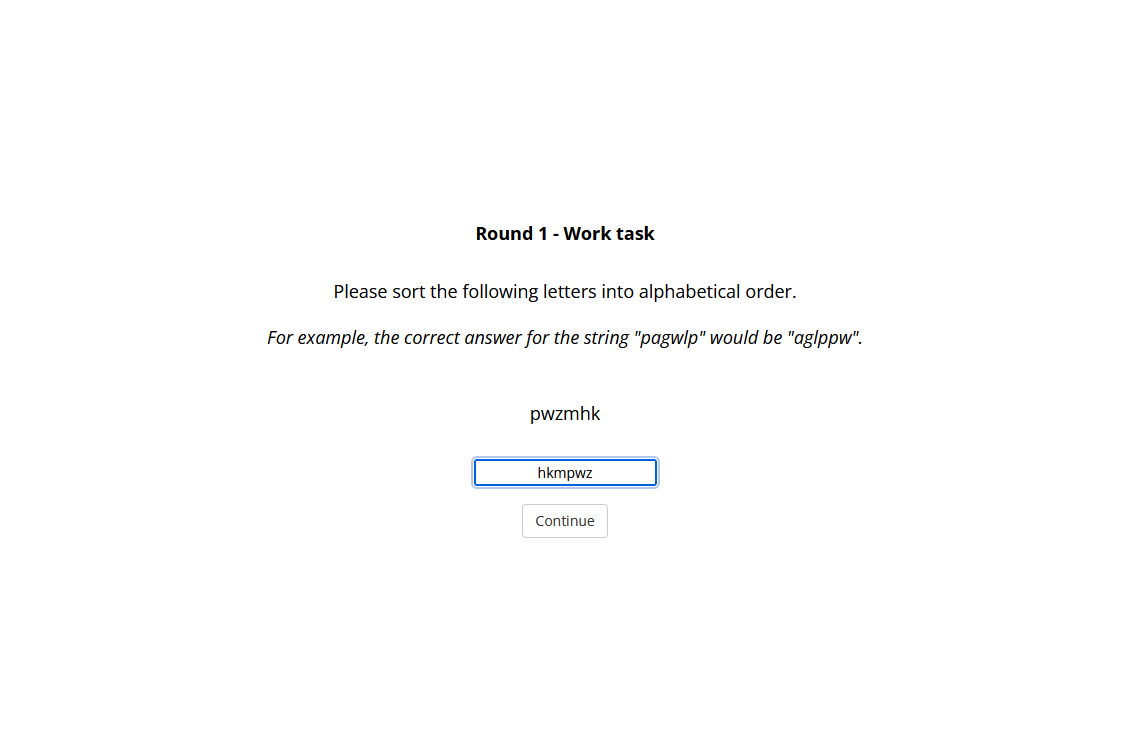 Round 1 - Work task
Please sort the following letters into alphabetical order.
For example, the correct answer for the string "pagwlp" would be "aglppw".
pwzmhk
hkmpwz
Continue